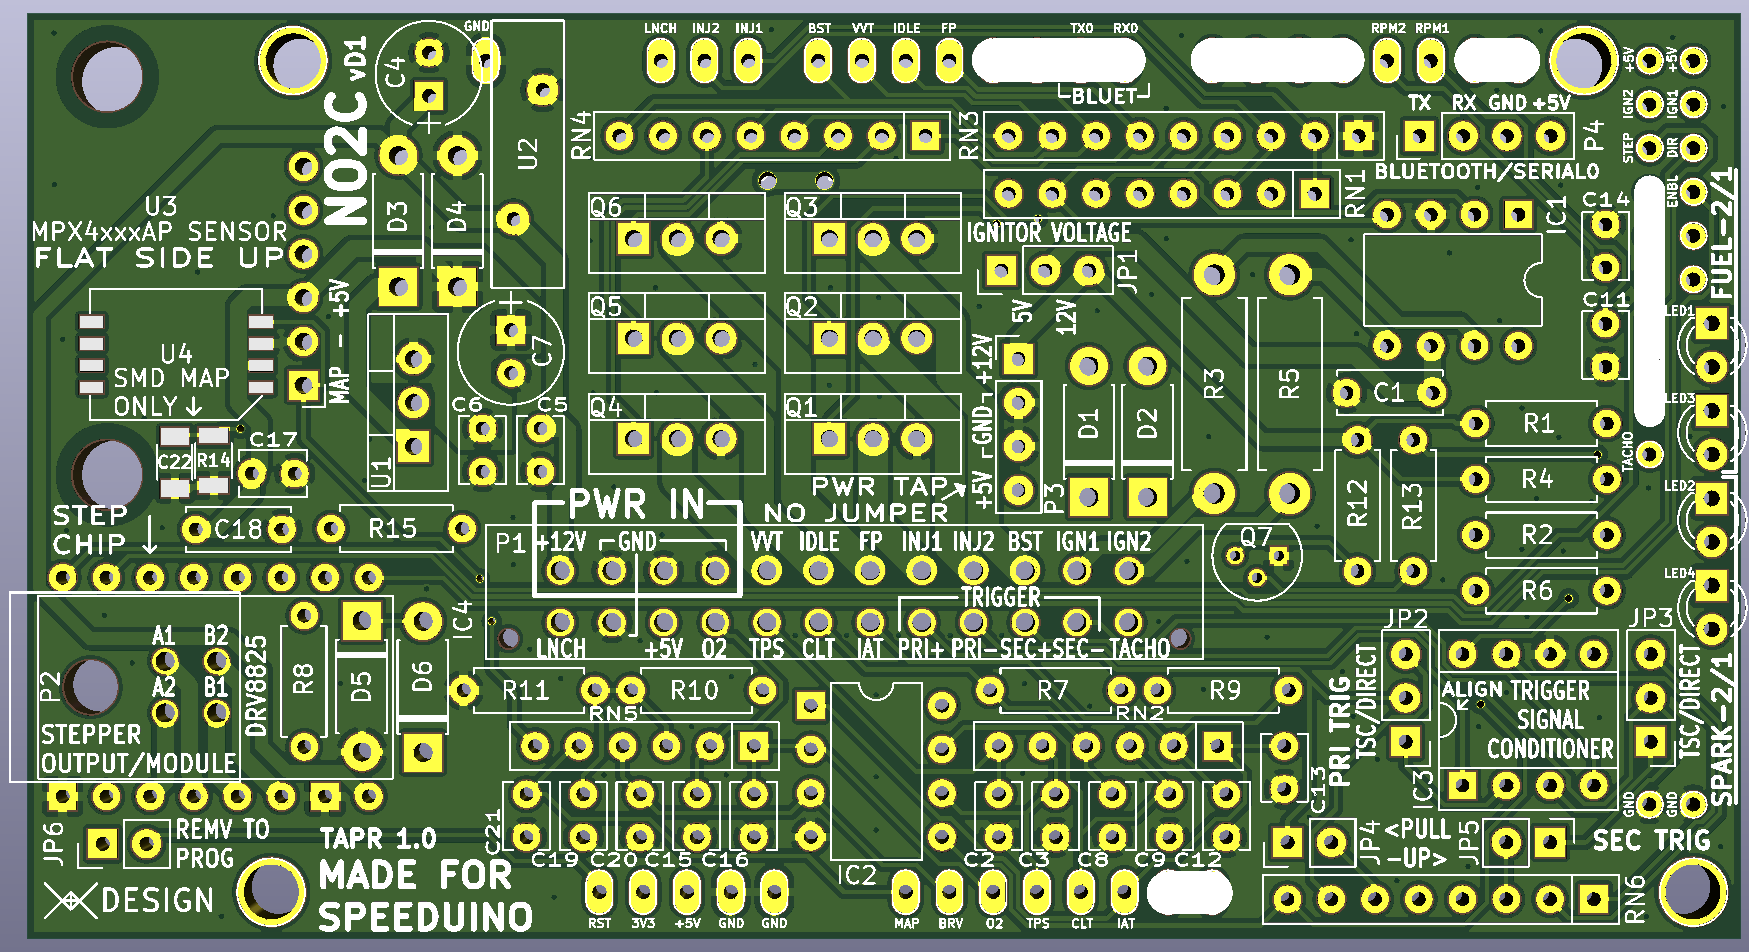 GND
LNCH INJ2 INJ1
BST VVT IDLE FP
TX0 RX0
RPM2 RPM1
+5V +5V
IGN2 IGN1
STEP DIR
ENBL
C4
NO2C vD1
U2
BLUET
TX RX GND +5V
RN4
RN3
P4
BLUETOOTH/SERIAL0
RN1
IC1
C14
U3
MPX4xxxAP SENSOR
FLAT SIDE UP
D3
D4
Q6
Q3
IGNITOR VOLTAGE
JP1
5V
12V
FUEL-2/1
Q5
Q2
C11
LED1
U4
SMD MAP
ONLY
MAP - +5V
C7
R3
R5
C1
+5V GND +12V
P3
D1
D2
C6
C5
Q4
Q1
R1
LED3
TACHO
C22
R14
C17
U1
R4
LED2
PWR TAP
NO JUMPER
R12
R13
STEP
CHIP
C18
R15
PWR IN
P1
+12V GND VVT IDLE FP INJ1 INJ2 BST IGN1 IGN2
Q7
R2
R6
LED4
TRIGGER
LNCH +5V O2 TPS CLT IAT PRI+ PRI- SEC+ SEC- TACHO
IC4
A1 B2
A2 B1
P2
DRV8825
R8
D5
D6
STEPPER
OUTPUT/MODULE
R11
R10
R7
R9
RN5
RN2
JP2
JP3
PRI TRIG
TSC/DIRECT
ALIGN
TRIGGER
SIGNAL
CONDITIONER
IC3
TSC/DIRECT
SPARK-2/1
C13
GND GND
JP6
REMV TO
PROG
TAPR 1.0
MADE FOR
SPEEDUINO
DESIGN
C21
C19 C20 C15 C16
IC2
C2 C3 C8 C9 C12
JP4
<PULL
-UP>
JP5
SEC TRIG
RN6
RST 3V3 +5V GND GND
MAP BRV O2 TPS CLT IAT